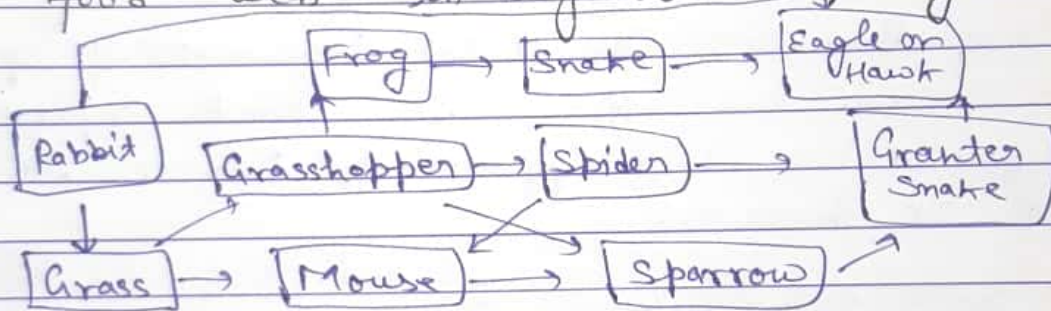 Frog Snake Eagle or
Hawk
Rabbit Grasshopper Spider Granter
Snake
Grass Mouse Sparrow